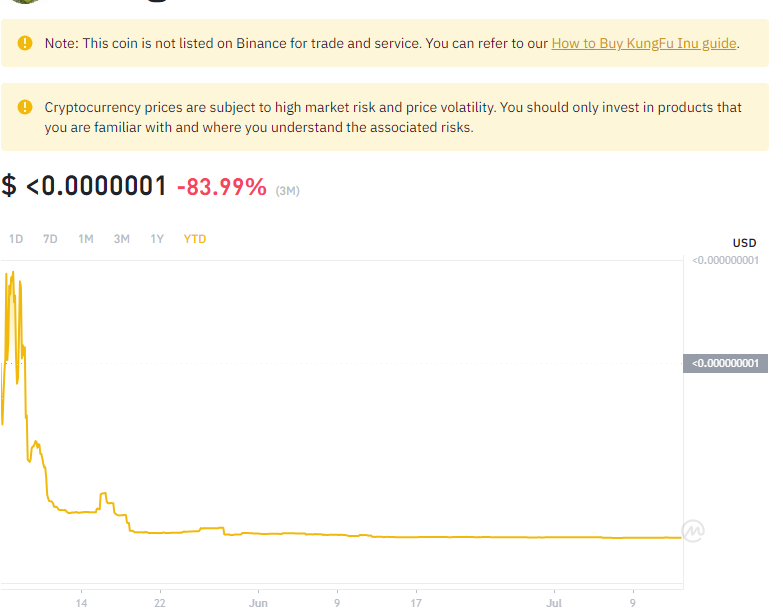 Note: This coin is not listed on Binance for trade and service. You can refer to our How to Buy KungFu Inu guide.
Cryptocurrency prices are subject to high market risk and price volatility. You should only invest in products that
you are familiar with and where you understand the associated risks.
$ <0.0000001 -83.99% (3M)
1D 7D 1M 3M 1Y YTD
USD
<0.000000001
<0.000000001
14 22 Jun 9 17 Jul 9